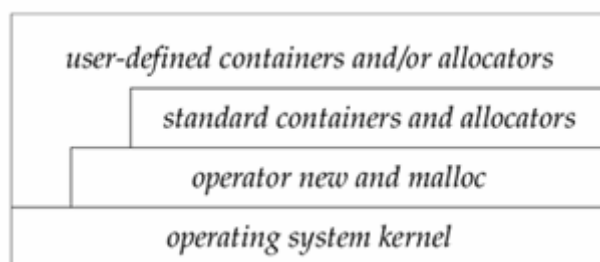 user-defined containers and/or allocators
standard containers and allocators
operator new and malloc
operating system kernel